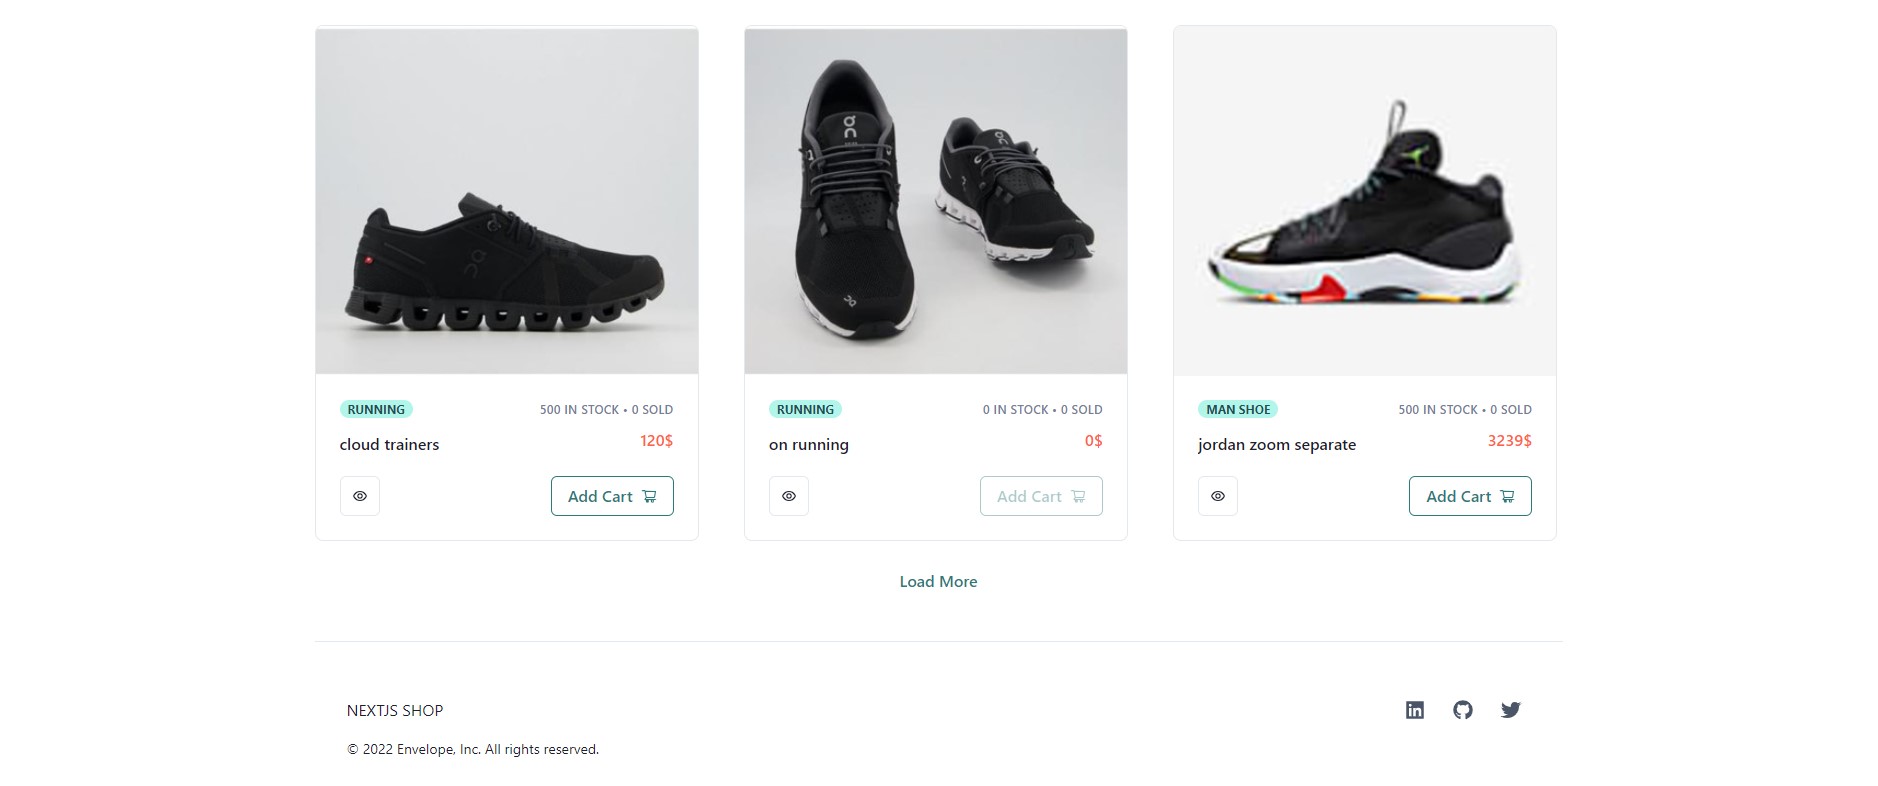 RUNNING 500 IN STOCK • 0 SOLD
cloud trainers 120$
Add Cart
RUNNING 0 IN STOCK • 0 SOLD
on running 0$
Add Cart
MAN SHOE 500 IN STOCK • 0 SOLD
jordan zoom separate 3239$
Add Cart
Load More
NEXTJS SHOP
© 2022 Envelope, Inc. All rights reserved.